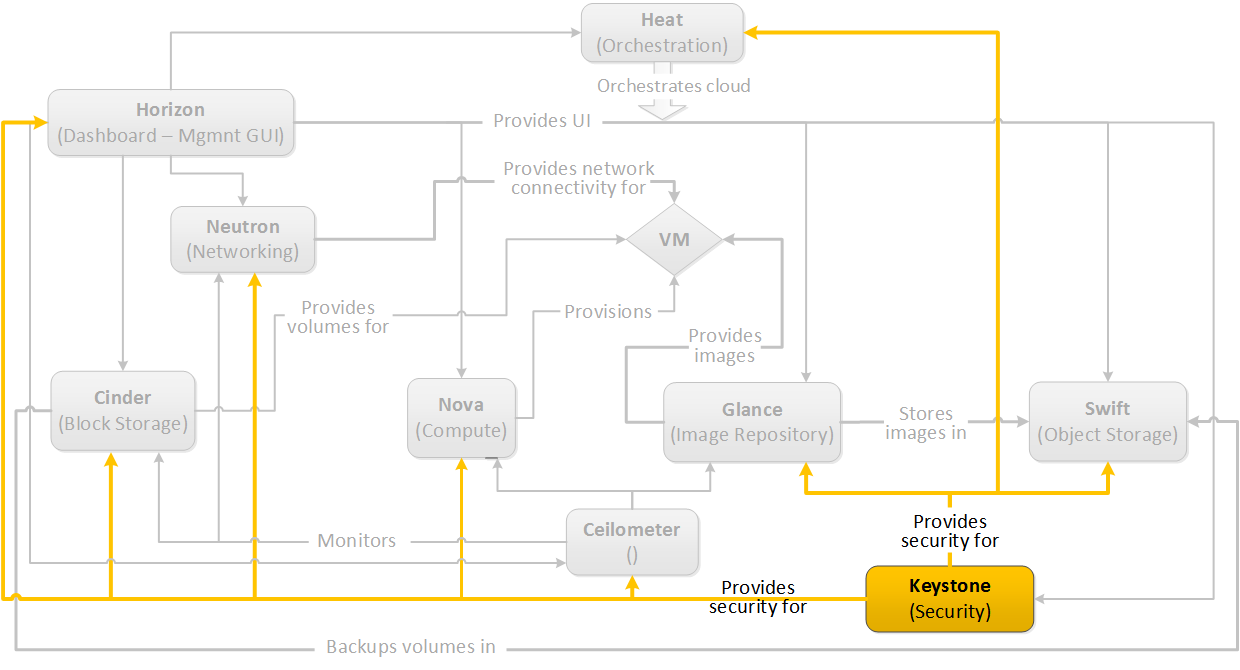 Heat
(Orchestration)
Orchestrates cloud
Horizon
(Dashboard – Mgmnt GUI)
Provides UI
Provides network
connectivity for
Neutron
(Networking)
VM
Provides
volumes for
Provisions
Provides
images
Cinder
(Block Storage)
Nova
(Compute)
Glance
(Image Repository)
Stores
images in
Swift
(Object Storage)
Ceilometer
()
Monitors
Provides
security for
Keystone
(Security)
Provides
security for
Backups volumes in